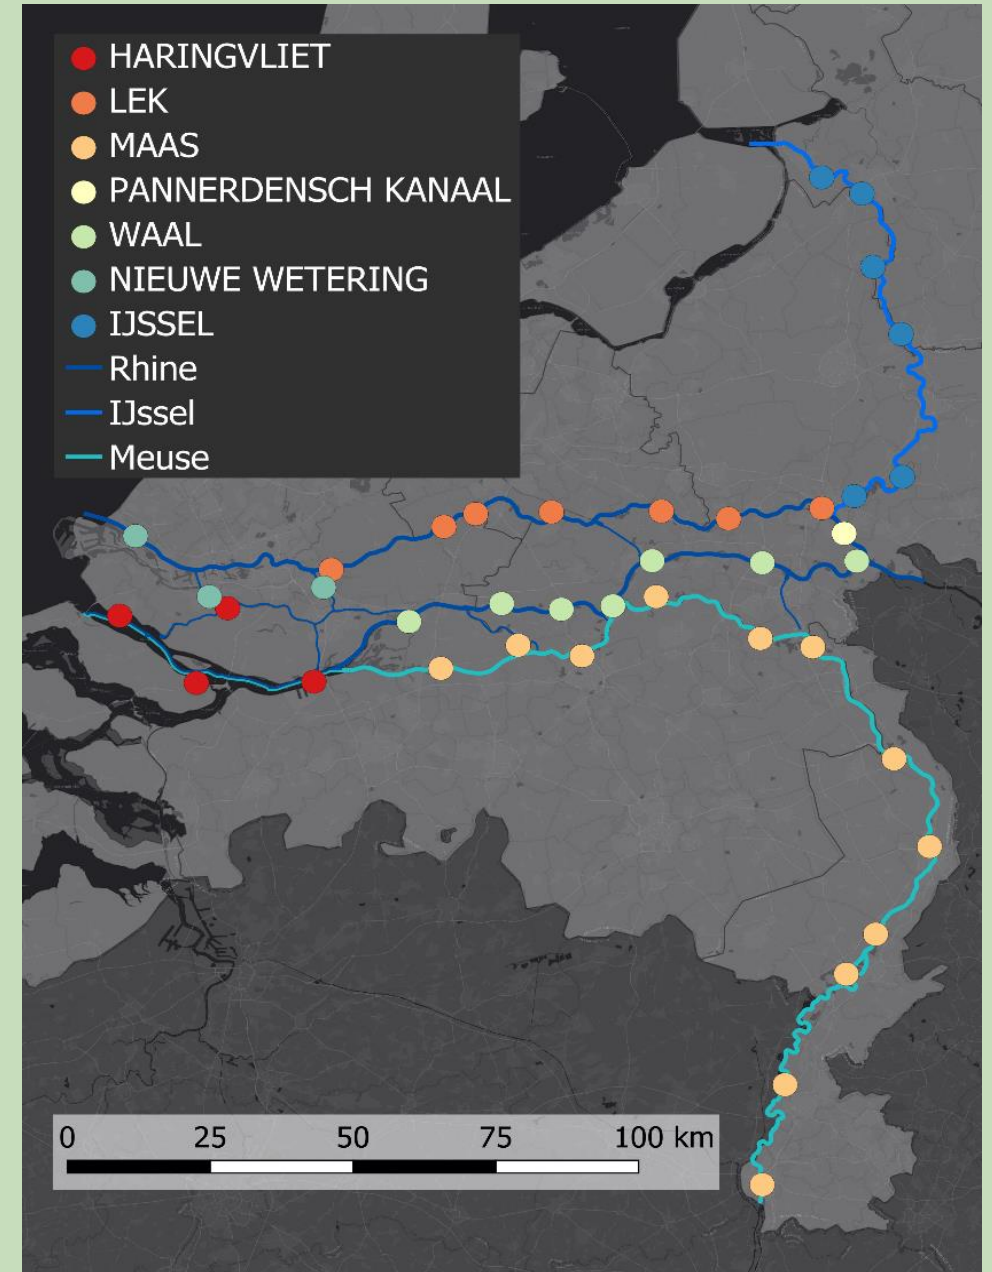 HARINGVLIET
LEK
MAAS
PANNERDENSCH KANAAL
WAAL
NIEUWE WETERING
IJSSEL
Rhine
IJssel
Meuse
0 25 50 75 100 km